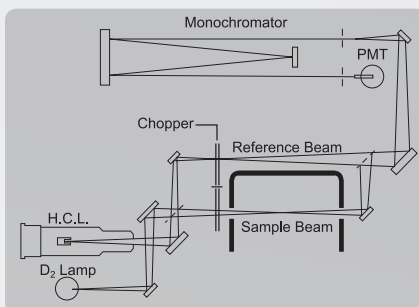 Monochromator
PMT
Chopper
Reference Beam
H.C.L.
Sample Beam
D₂ Lamp